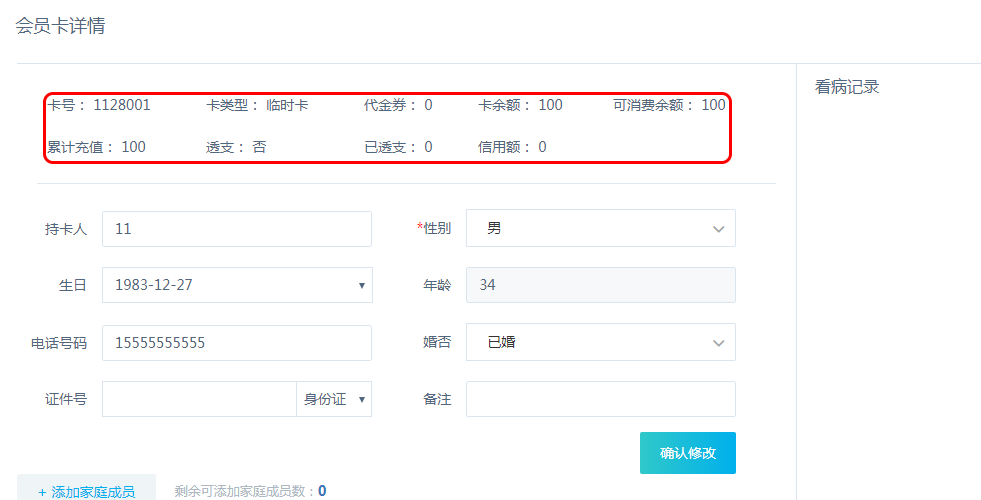 会员卡详情
卡号： 1128001 卡类型： 临时卡 代金券： 0 卡余额： 100 可消费余额： 100
累计充值： 100 透支： 否 已透支： 0 信用额： 0
持卡人 11 *性别 男
生日 1983-12-27 年龄 34
电话号码 15555555555 婚否 已婚
证件号 身份证 备注
确认修改
+ 添加家庭成员 剩余可添加家庭成员数：0
看病记录